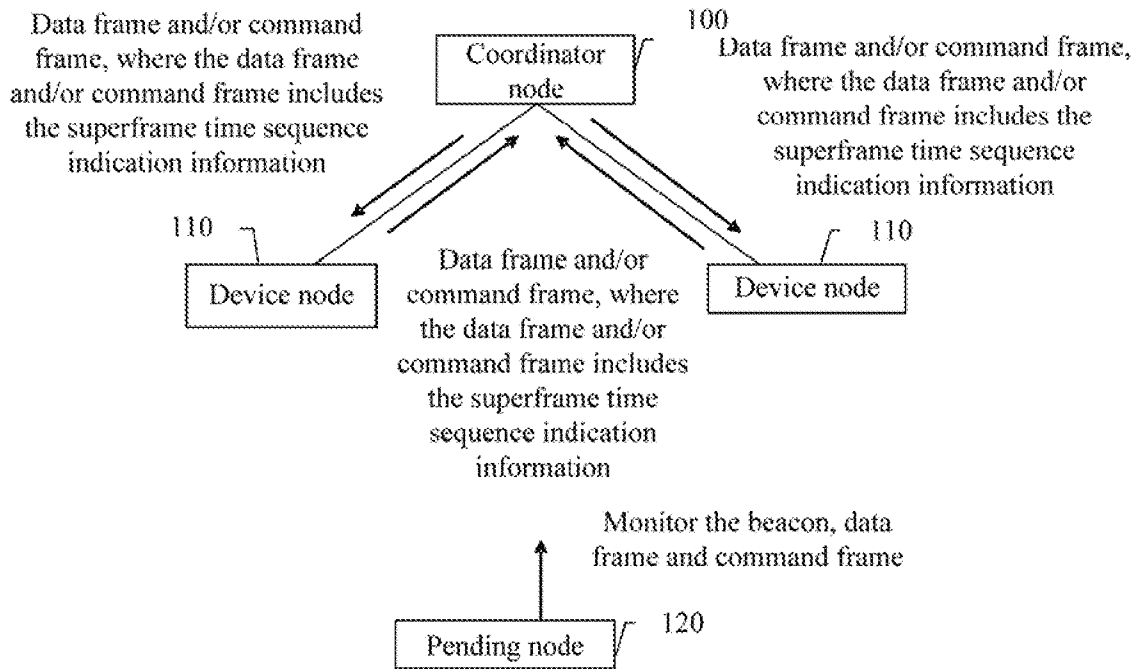 Data frame and/or command
frame, where the data frame
and/or command frame includes
the superframe time sequence
indication information
100
Coordinator
node
Data frame and/or command frame,
where the data frame and/or
command frame includes the
superframe time sequence
indication information
110
Device node
Data frame and/or
command frame, where
the data frame and/or
command frame includes
the superframe time
sequence indication
information
110
Device node
Monitor the beacon, data
frame and command frame
120
Pending node